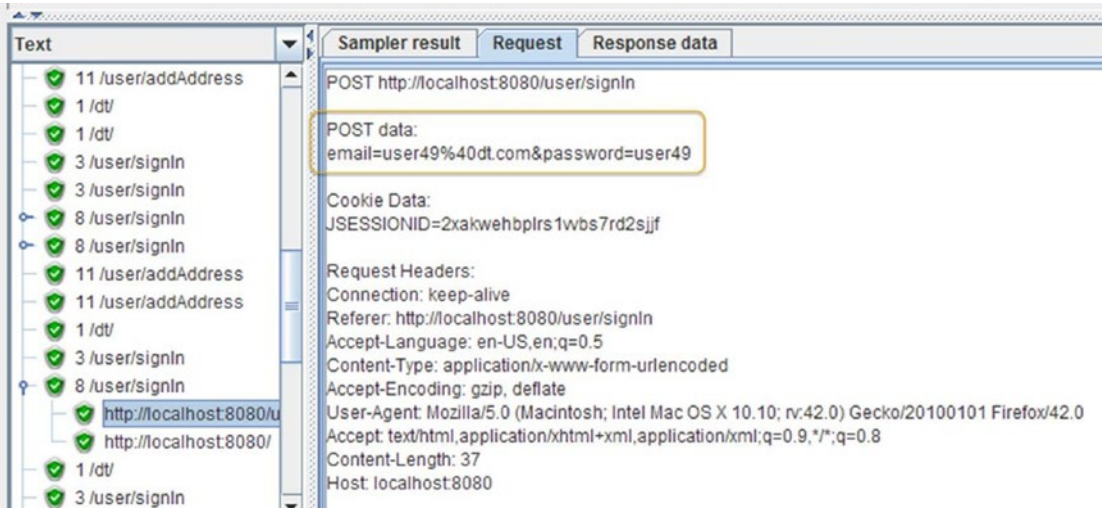 Text
11 /user/addAddress
1 /dt/
1 /dt/
3 /user/signIn
3 /user/signIn
8 /user/signIn
8 /user/signIn
11 /user/addAddress
11 /user/addAddress
1 /dt/
3 /user/signIn
8 /user/signIn
http://localhost:8080/u
http://localhost:8080/
1 /dt/
3 /user/signIn
Sampler result
Request
Response data
POST http://localhost:8080/user/signIn
POST data:
email=user49%40dt.com&password=user49
Cookie Data:
JSESSIONID=2xakwehbplrs1wbs7rd2sjjf
Request Headers:
Connection: keep-alive
Referer: http://localhost:8080/user/signIn
Accept-Language: en-US,en;q=0.5
Content-Type: application/x-www-form-urlencoded
Accept-Encoding: gzip, deflate
User-Agent: Mozilla/5.0 (Macintosh; Intel Mac OS X 10.10; rv:42.0) Gecko/20100101 Firefox/42.0
Accept: text/html,application/xhtml+xml,application/xml;q=0.9,*/*;q=0.8
Content-Length: 37
Host: localhost:8080